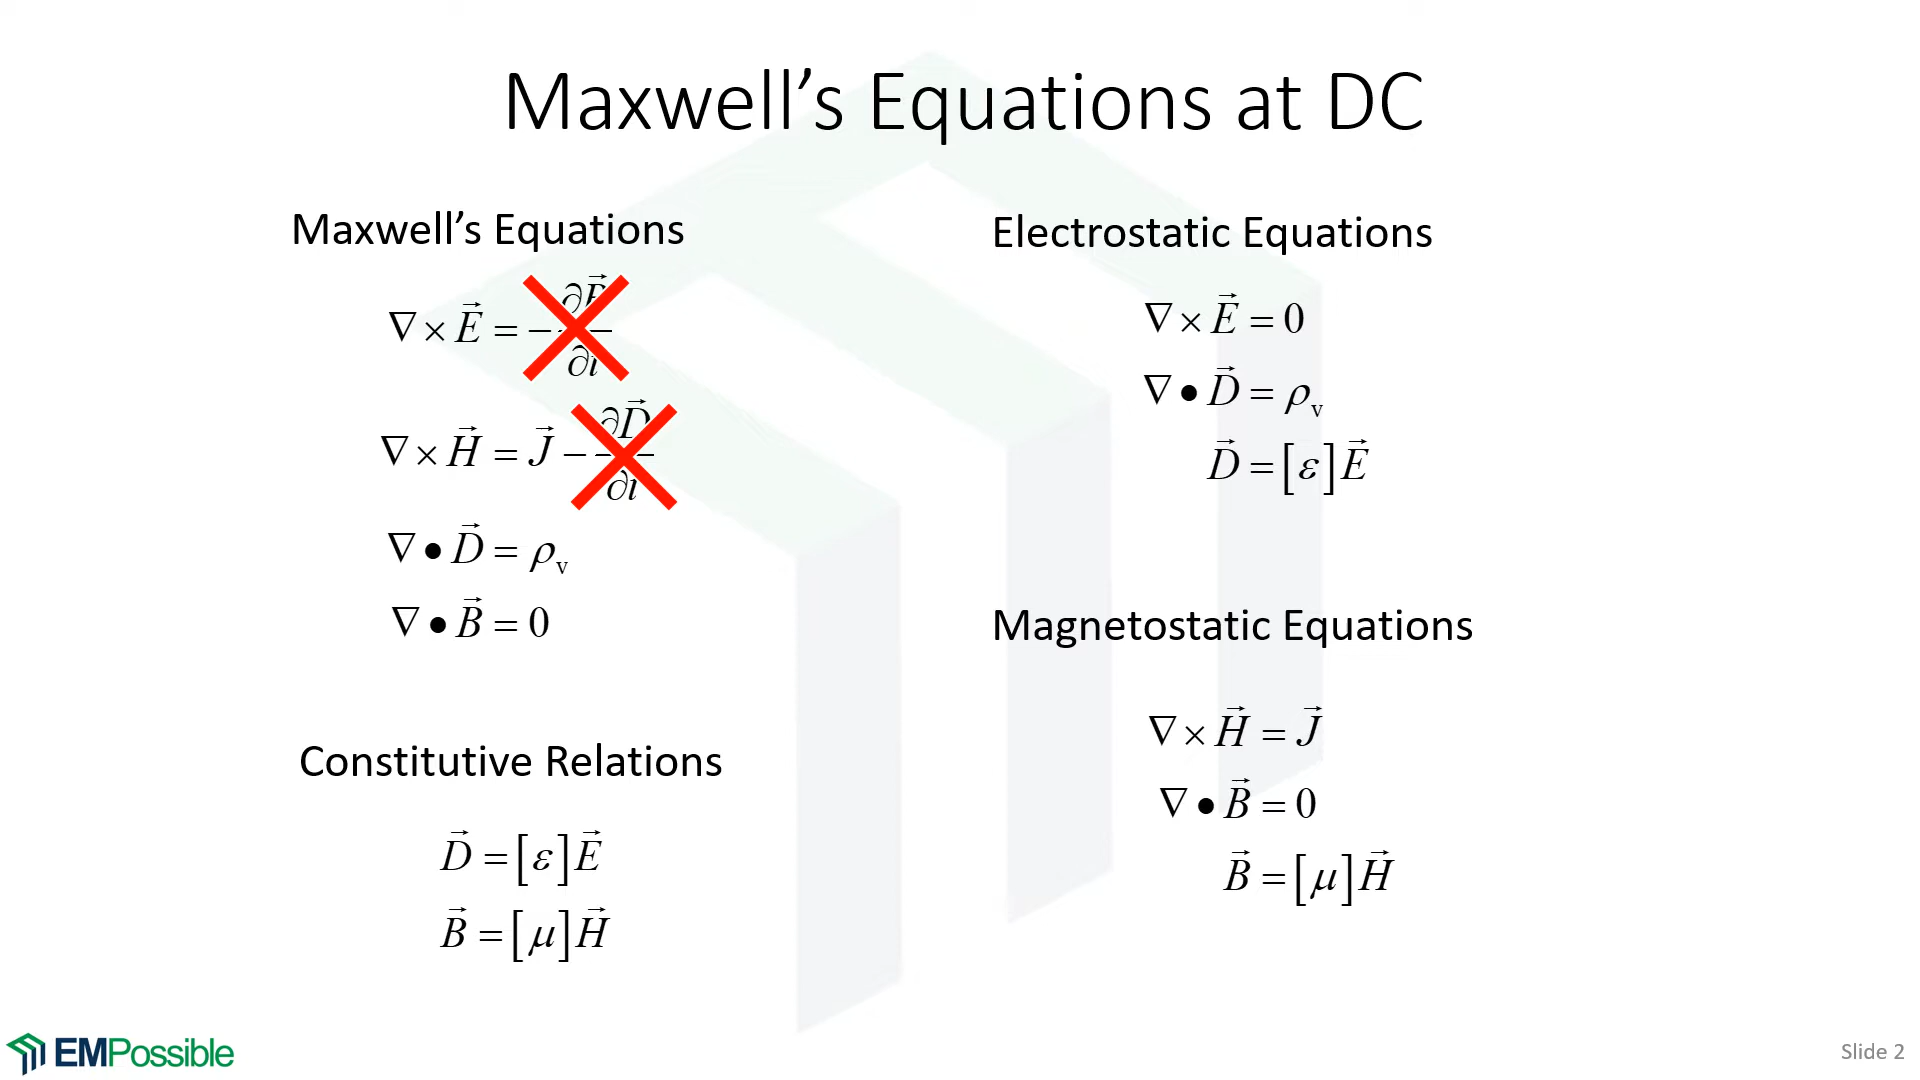 Maxwell’s Equations at DC
Maxwell’s Equations
∇ × E⃗ = −∂B⃗/∂t
∇ × H⃗ = J⃗ − ∂D⃗/∂t
∇ • D⃗ = ρv
∇ • B⃗ = 0
Constitutive Relations
D⃗ = [ε] E⃗
B⃗ = [μ] H⃗
Electrostatic Equations
∇ × E⃗ = 0
∇ • D⃗ = ρv
D⃗ = [ε] E⃗
Magnetostatic Equations
∇ × H⃗ = J⃗
∇ • B⃗ = 0
B⃗ = [μ] H⃗
EMPossible
Slide 2